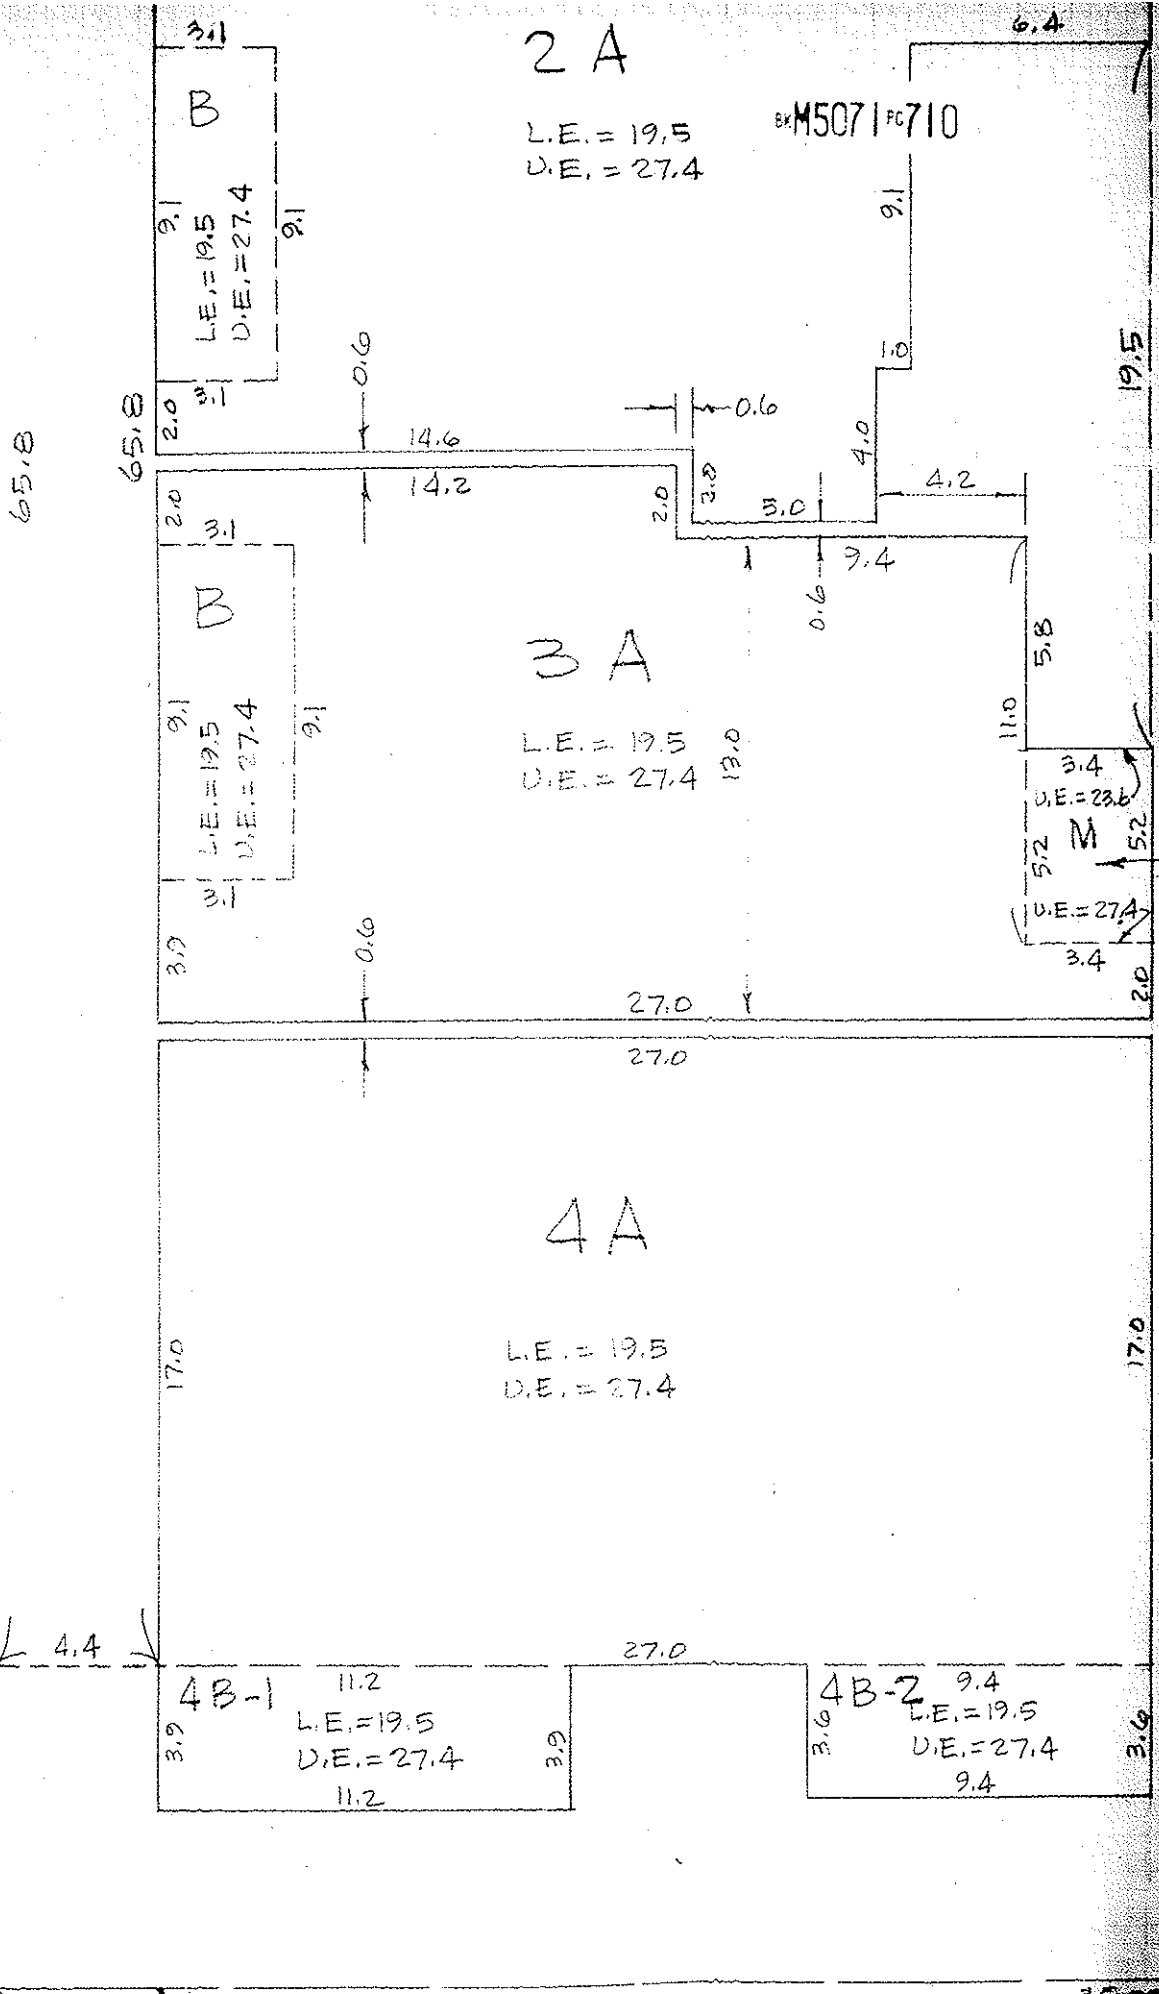 3.1
6.4
2 A
B
BK M5071 PG 710
L.E. = 19.5
U.E. = 27.4
9.1
L.E. = 19.5
U.E. = 27.4
9.1
9.1
19.5
1.0
0.6
3.1
2.0
65.8
65.8
0.6
14.6
4.0
14.2
4.2
2.0
2.0
2.0
5.0
3.1
9.4
0.6
B
3 A
5.8
9.1
L.E. = 19.5
U.E. = 27.4
9.1
L.E. = 19.5
U.E. = 27.4
13.0
11.0
3.4
U.E. = 23.6
M
5.2
5.2
U.E. = 27.4
3.1
3.4
3.9
0.6
27.0
2.0
27.0
4 A
L.E. = 19.5
U.E. = 27.4
17.0
17.0
4.4
27.0
4B-1
11.2
4B-2
9.4
L.E. = 19.5
L.E. = 19.5
3.9
U.E. = 27.4
3.9
3.6
U.E. = 27.4
3.6
11.2
9.4